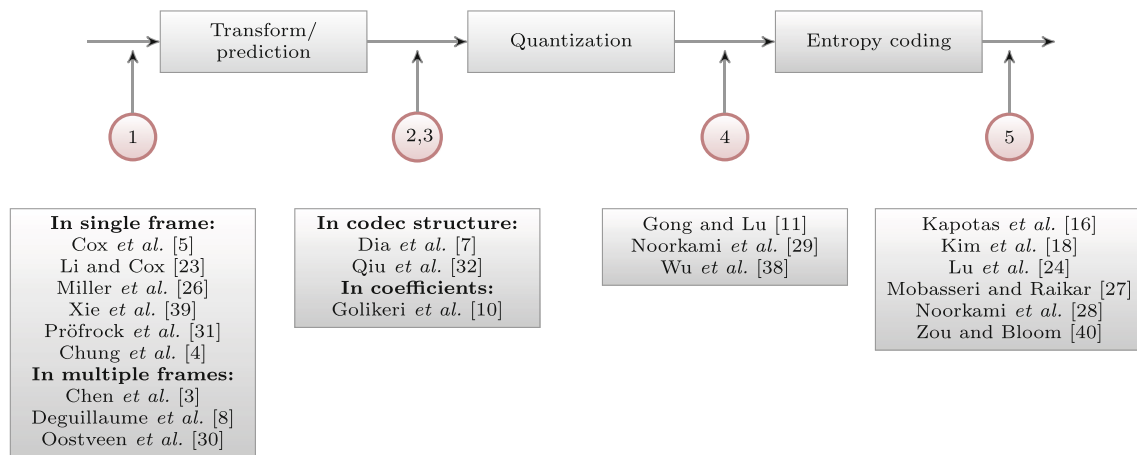 Transform/
prediction
Quantization
Entropy coding
1
2,3
4
5
In single frame:
Cox et al. [5]
Li and Cox [23]
Miller et al. [26]
Xie et al. [39]
Pröfrock et al. [31]
Chung et al. [4]
In multiple frames:
Chen et al. [3]
Deguillaume et al. [8]
Oostveen et al. [30]
In codec structure:
Dia et al. [7]
Qiu et al. [32]
In coefficients:
Golikeri et al. [10]
Gong and Lu [11]
Noorkami et al. [29]
Wu et al. [38]
Kapotas et al. [16]
Kim et al. [18]
Lu et al. [24]
Mobasseri and Raikar [27]
Noorkami et al. [28]
Zou and Bloom [40]